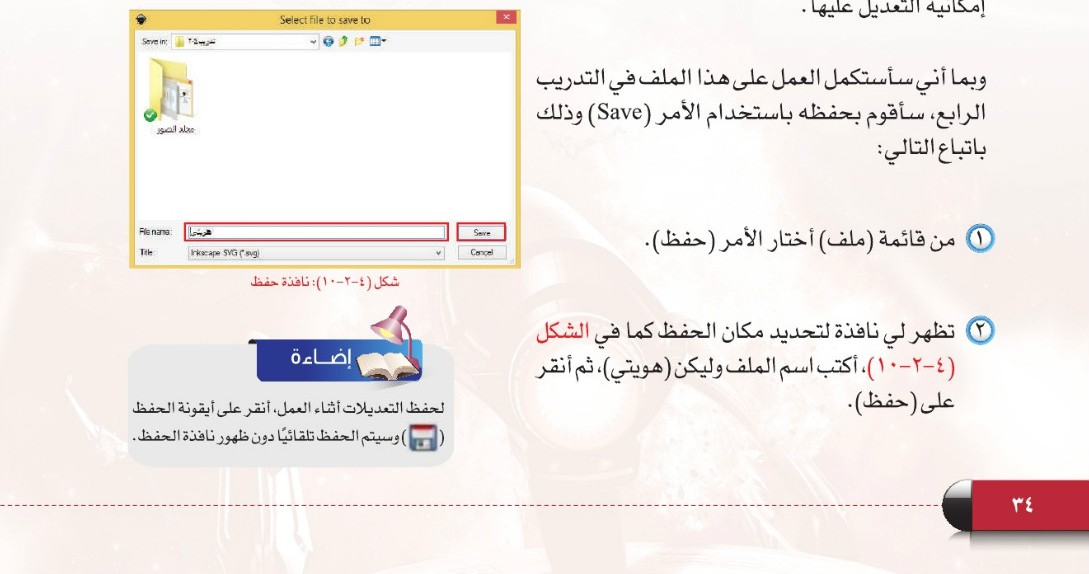 إمكانية التعديل عليها.
وبما أني سأستكمل العمل على هذا الملف في التدريب
الرابع، سأقوم بحفظه باستخدام الأمر (Save) وذلك
باتباع التالي:
١ من قائمة (ملف) أختار الأمر (حفظ).
٢ تظهر لي نافذة لتحديد مكان الحفظ كما في الشكل
(٤-٢-١٠)، أكتب اسم الملف وليكن (هويتي)، ثم أنقر
على (حفظ).
Select file to save to
Save in: تدريب٢-٢
مجلد الصور
File name: هويتي Save
Title: Inkscape SVG (*.svg) Cancel
شكل (٤-٢-١٠): نافذة حفظ
إضـاءة
لحفظ التعديلات أثناء العمل، أنقر على أيقونة الحفظ
( ) وسيتم الحفظ تلقائيًا دون ظهور نافذة الحفظ.
٣٤